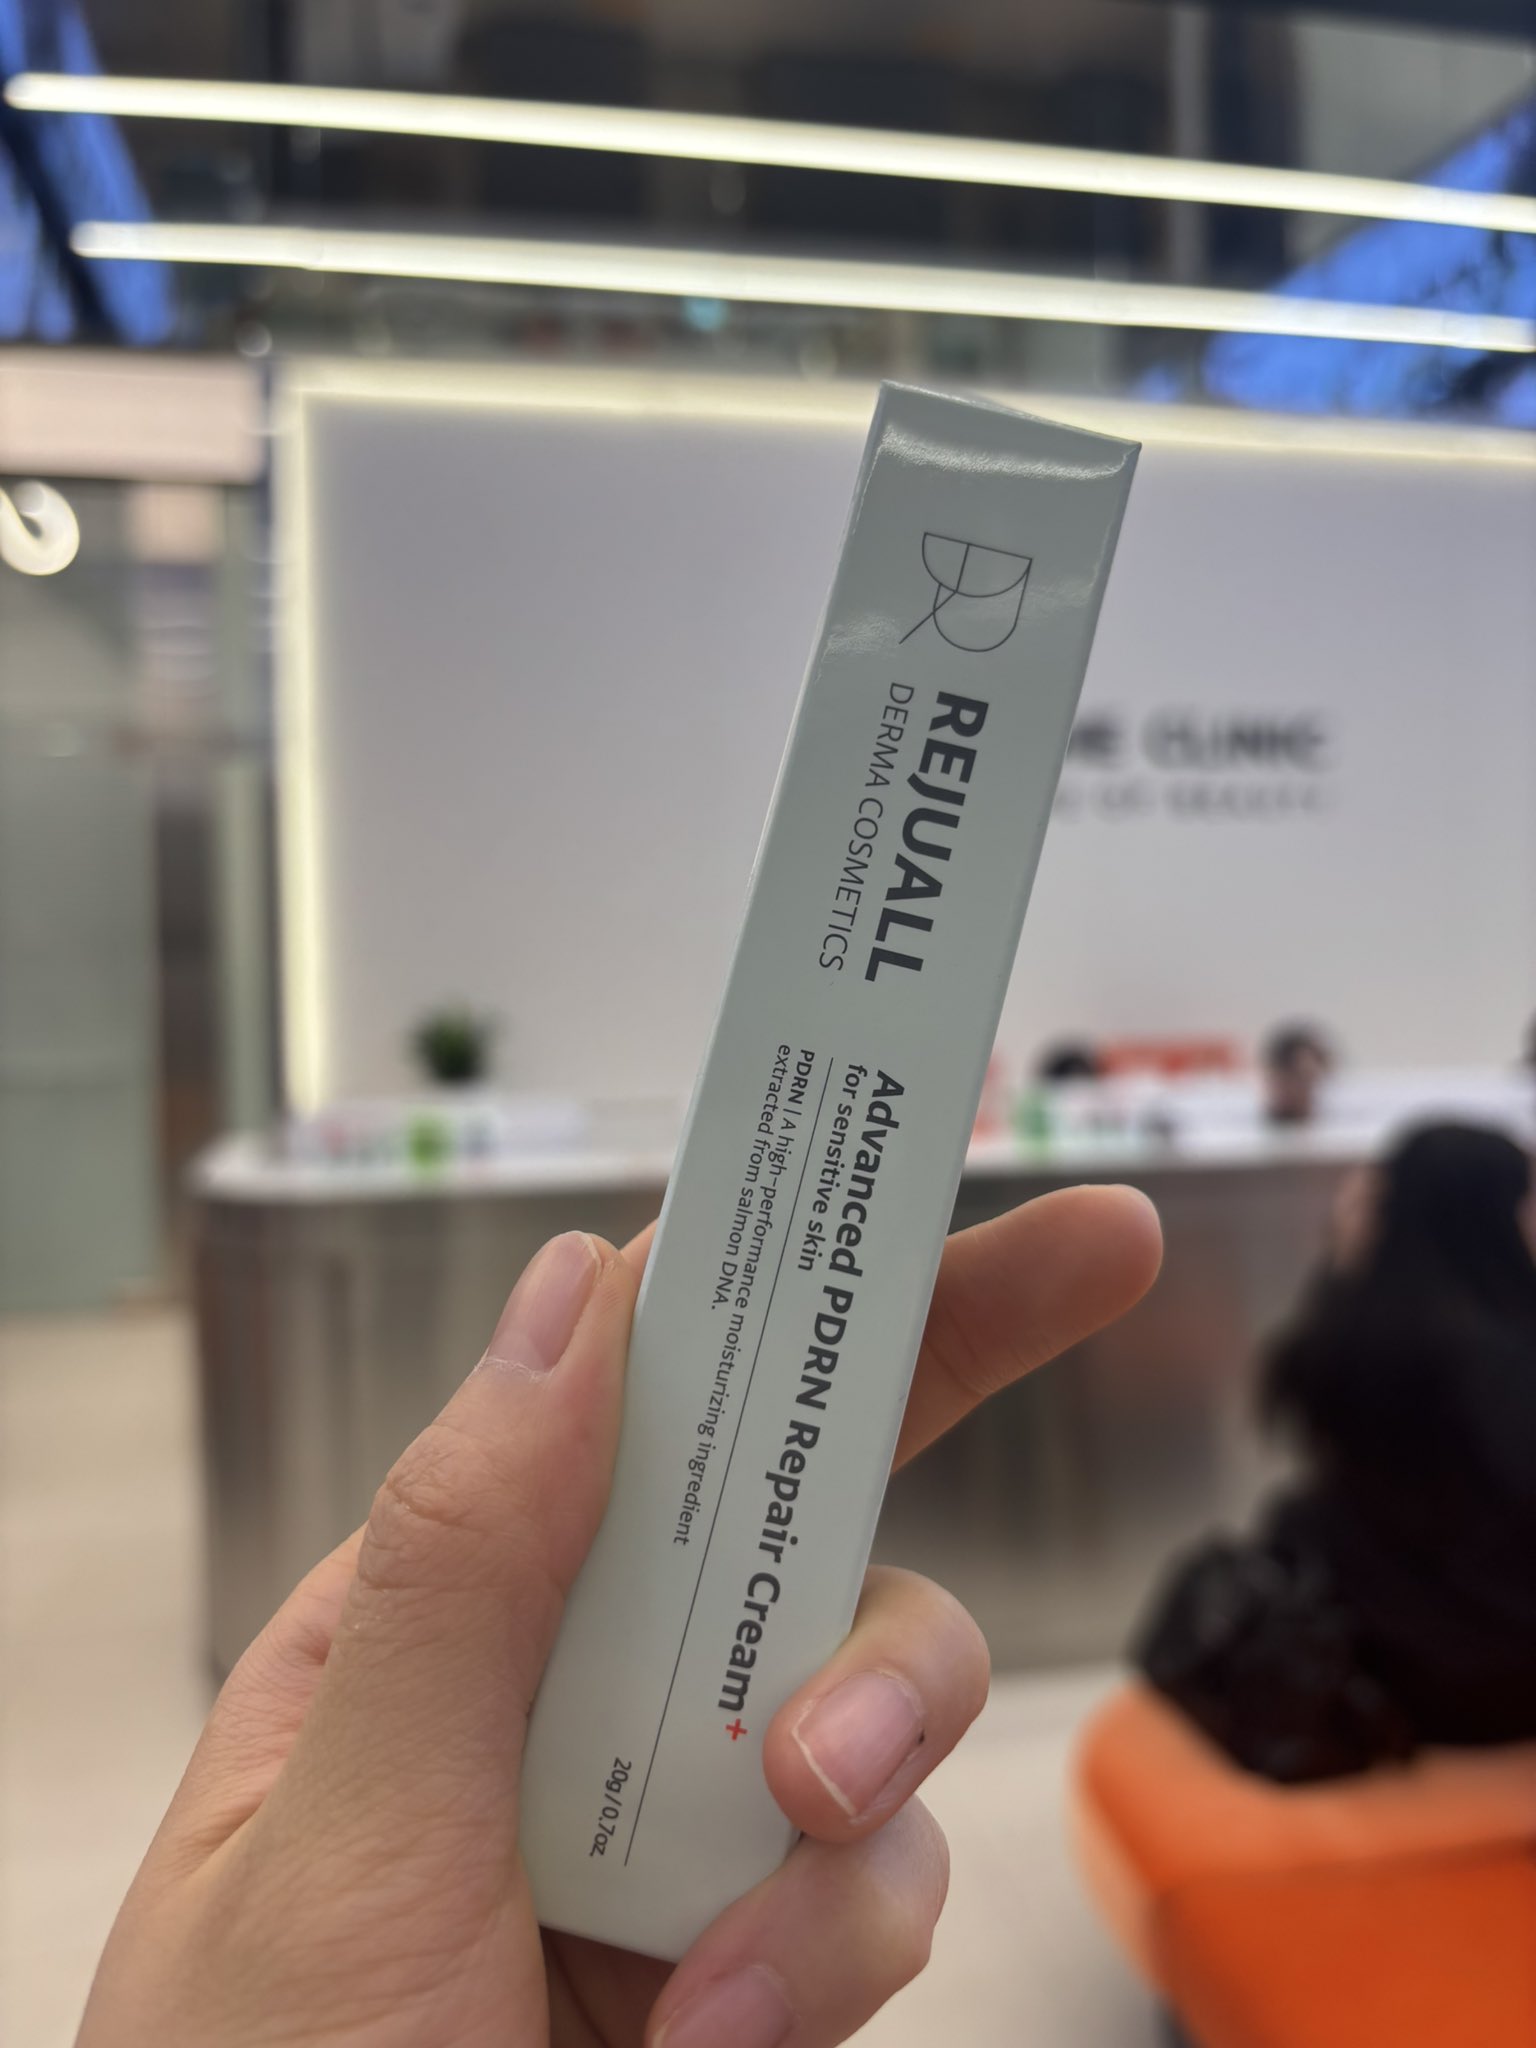 REJUALL
DERMA COSMETICS
Advanced PDRN Repair Cream+
for sensitive skin
PDRN | A high-performance moisturizing ingredient
extracted from salmon DNA.
20g / 0.7oz.
CLINIC